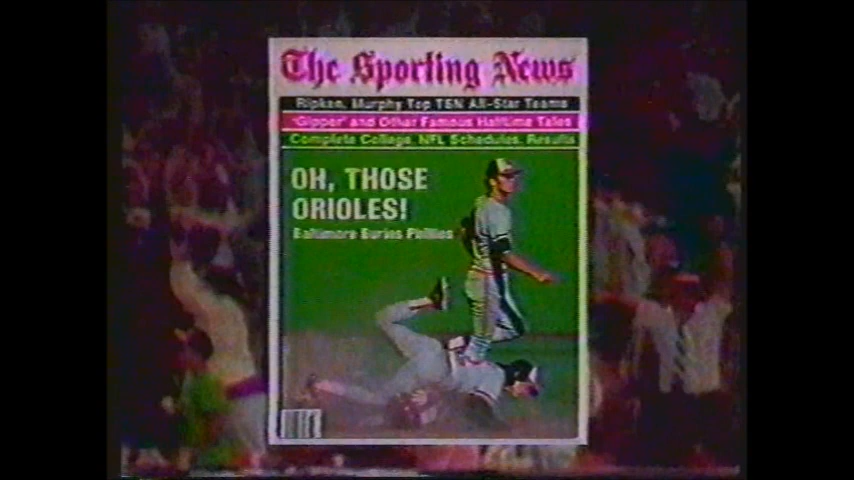 The Sporting News
Ripken, Murphy Top TSN All-Star Teams
'Gipper' and Other Famous Halftime Tales
Complete College, NFL Schedules, Results
OH, THOSE
ORIOLES!
Baltimore Buries Phillies